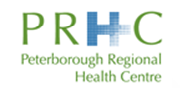 PRHC
Peterborough Regional
Health Centre